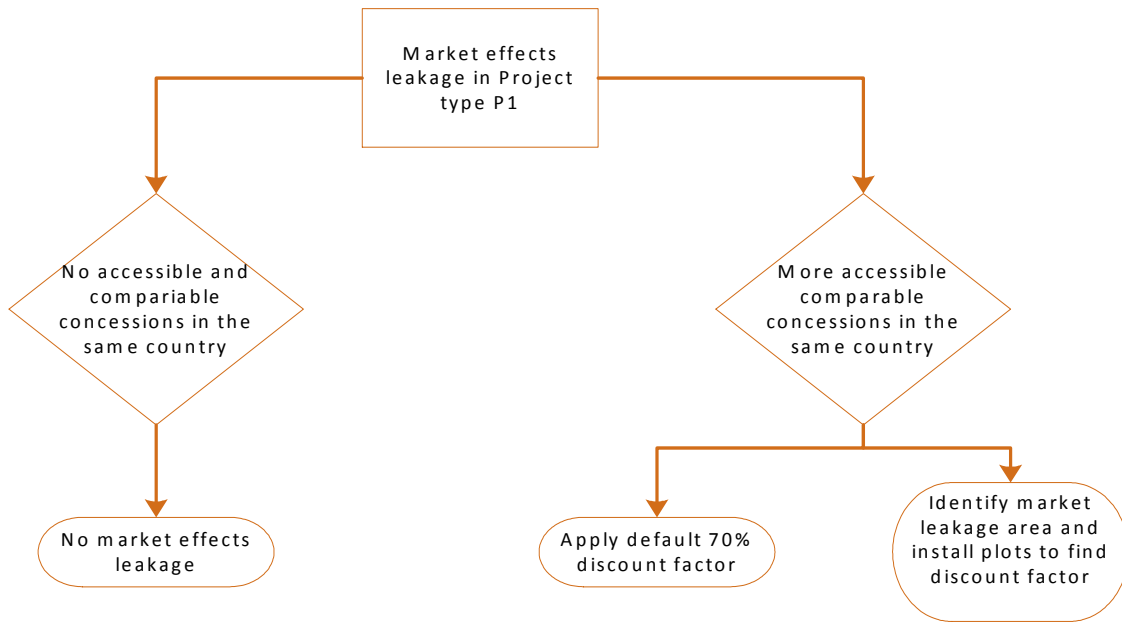 Market effects
leakage in Project
type P1
No accessible and
compariable
concessions in the
same country
More accessible
comparable
concessions in the
same country
No market effects
leakage
Apply default 70%
discount factor
Identify market
leakage area and
install plots to find
discount factor